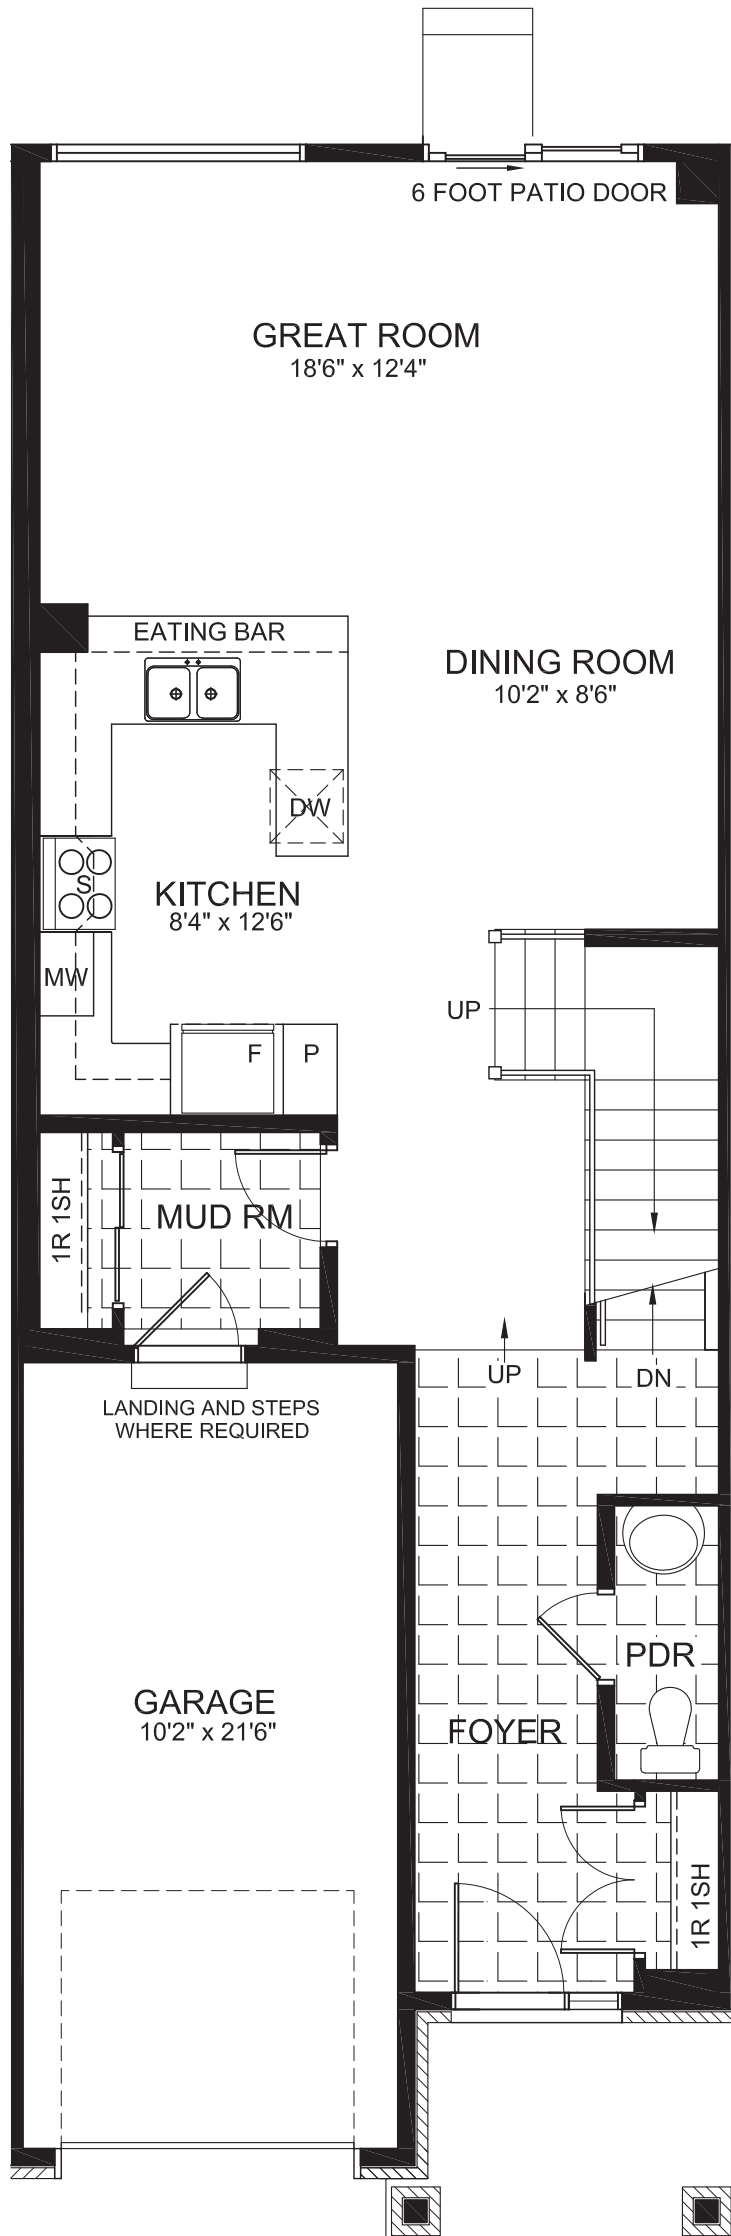 6 FOOT PATIO DOOR
GREAT ROOM
18'6" x 12'4"
EATING BAR
DINING ROOM
10'2" x 8'6"
DW
S
KITCHEN
8'4" x 12'6"
MW
UP
F
P
1R 1SH
MUD RM
UP
DN
LANDING AND STEPS
WHERE REQUIRED
PDR
GARAGE
10'2" x 21'6"
FOYER
1R 1SH